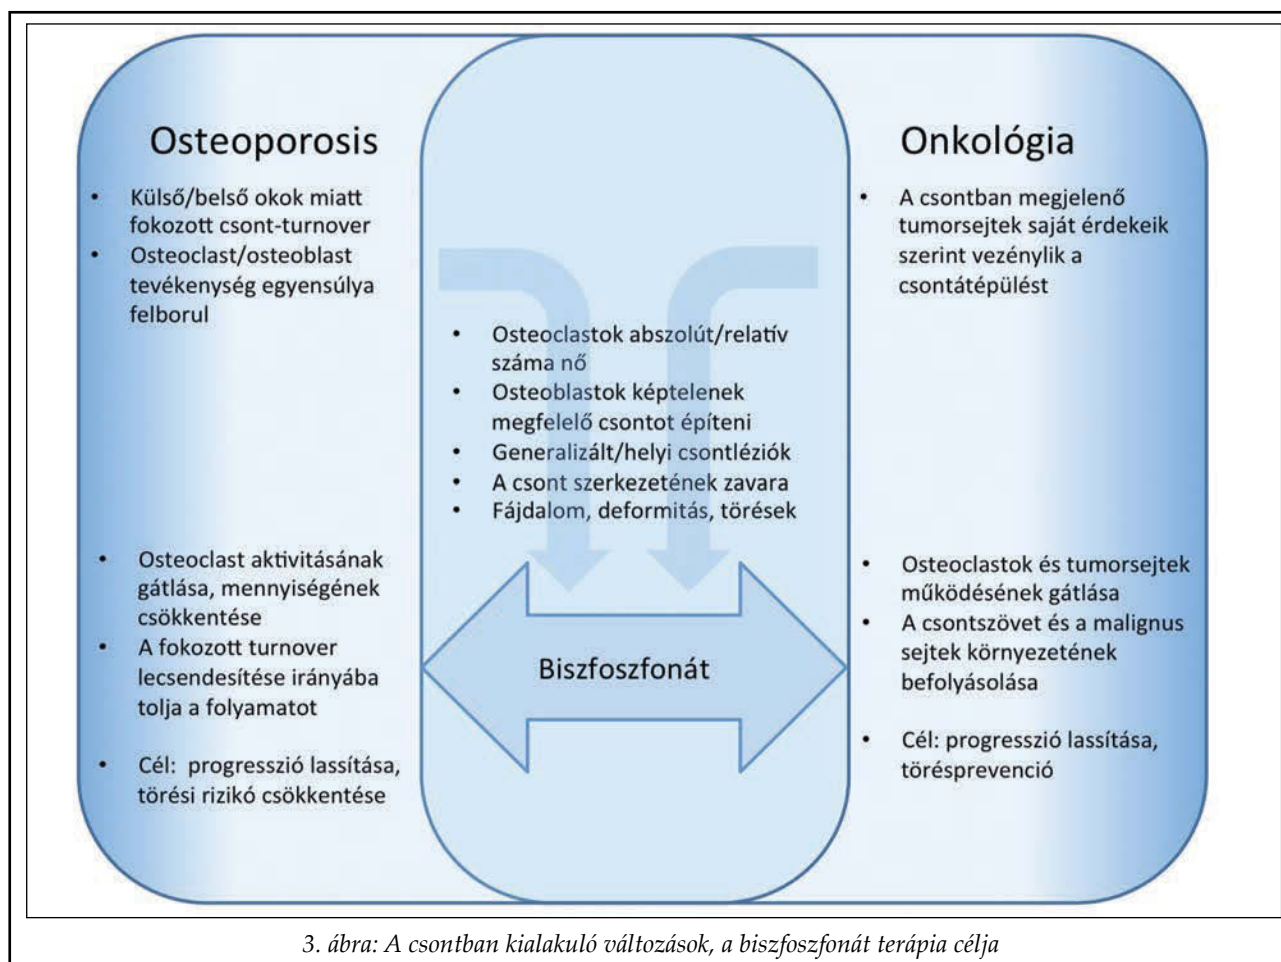 Osteoporosis
• Külső/belső okok miatt
fokozott csont-turnover
• Osteoclast/osteoblast
tevékenység egyensúlya
felborul
• Osteoclast aktivitásának
gátlása, mennyiségének
csökkentése
• A fokozott turnover
lecsendesítése irányába
tolja a folyamatot
• Cél: progresszió lassítása,
törési rizikó csökkentése
• Osteoclastok abszolút/relatív
száma nő
• Osteoblastok képtelenek
megfelelő csontot építeni
• Generalizált/helyi csontléziók
• A csont szerkezetének zavara
• Fájdalom, deformitás, törések
Biszfoszfonát
Onkológia
• A csontban megjelenő
tumorsejtek saját érdekeik
szerint vezénylik a
csontátépülést
• Osteoclastok és tumorsejtek
működésének gátlása
• A csontszövet és a malignus
sejtek környezetének
befolyásolása
• Cél: progresszió lassítása,
törésprevenció
3. ábra: A csontban kialakuló változások, a biszfoszfonát terápia célja